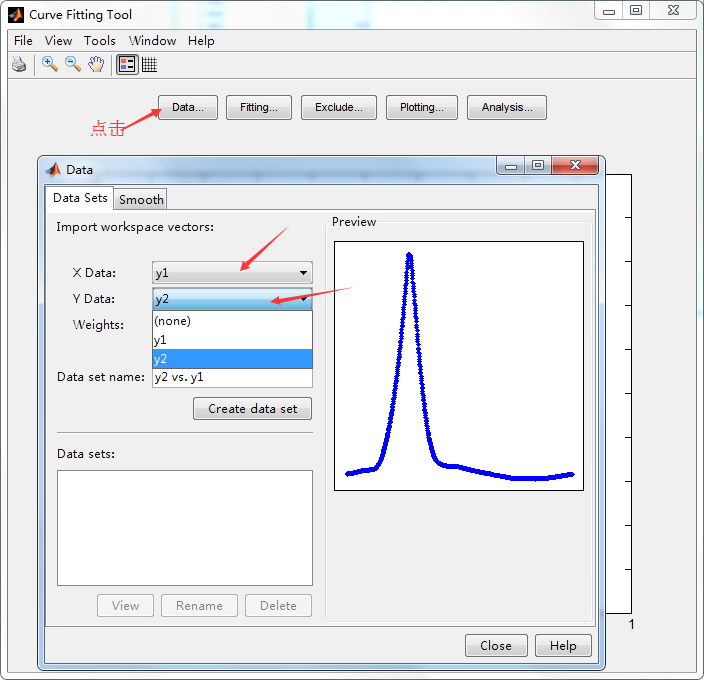 Curve Fitting Tool
File View Tools Window Help
Data... Fitting... Exclude... Plotting... Analysis...
点击
Data
Data Sets Smooth
Import workspace vectors:
Preview
X Data: y1
Y Data: y2
Weights: (none)
y1
y2
Data set name: y2 vs. y1
Create data set
Data sets:
View Rename Delete
1
Close Help